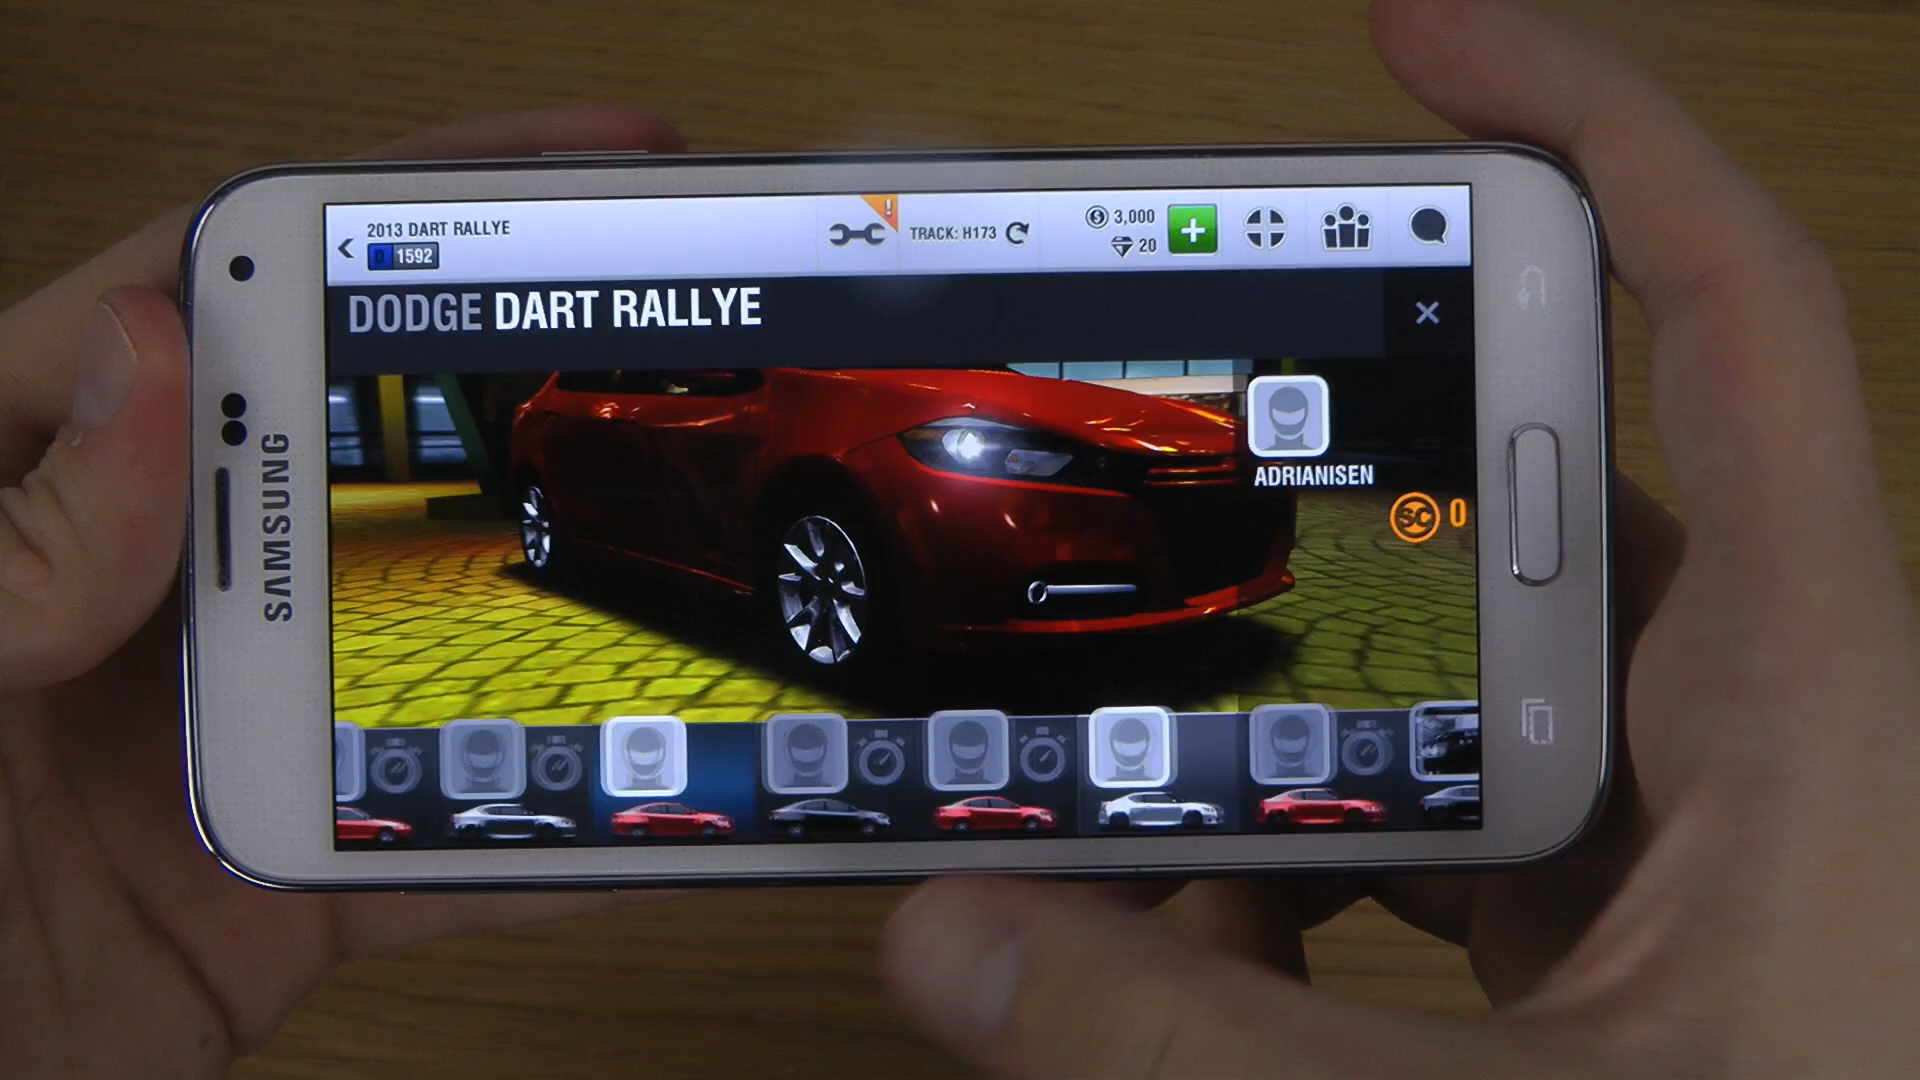 2013 DART RALLYE
D 1592
!
TRACK: H173
3,000
20
DODGE DART RALLYE
ADRIANISEN
SC 0
SAMSUNG